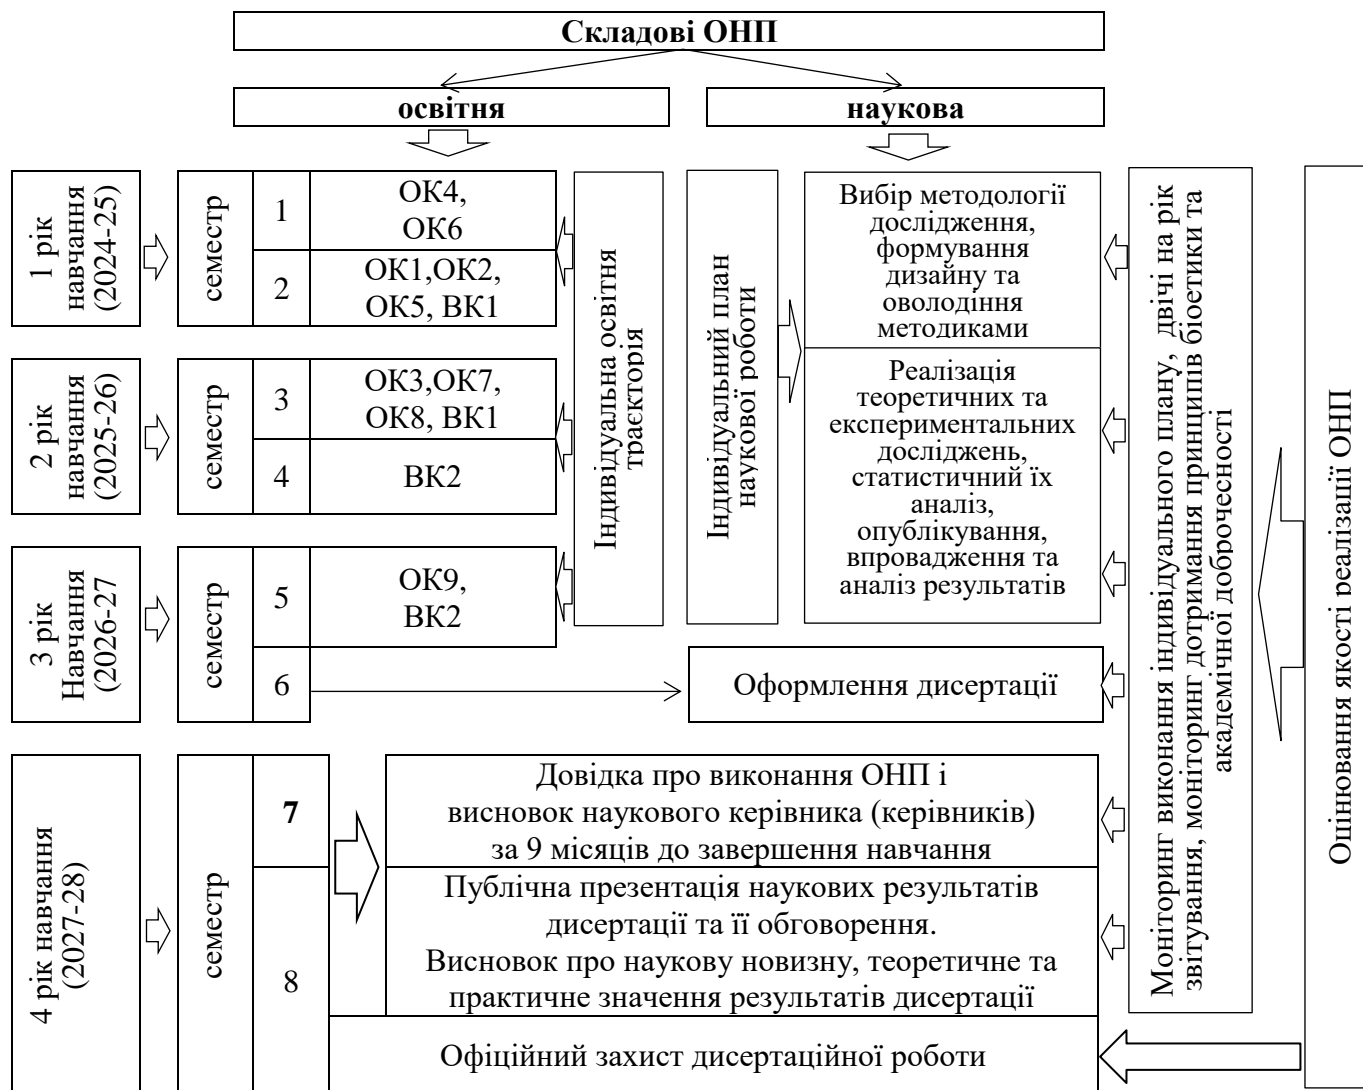 Складові ОНП
освітня
наукова
1 рік
навчання
(2024-25)
семестр
1
ОК4,
ОК6
2
ОК1,ОК2,
ОК5, ВК1
2 рік
навчання
(2025-26)
семестр
3
ОК3,ОК7,
ОК8, ВК1
4
ВК2
3 рік
Навчання
(2026-27
семестр
5
ОК9,
ВК2
6
Індивідуальна освітня
траєкторія
Індивідуальний план
наукової роботи
Вибір методології
дослідження,
формування
дизайну та
оволодіння
методиками
Реалізація
теоретичних та
експериментальних
досліджень,
статистичний їх
аналіз,
опублікування,
впровадження та
аналіз результатів
Оформлення дисертації
4 рік навчання
(2027-28)
семестр
7
Довідка про виконання ОНП і
висновок наукового керівника (керівників)
за 9 місяців до завершення навчання
8
Публічна презентація наукових результатів
дисертації та її обговорення.
Висновок про наукову новизну, теоретичне та
практичне значення результатів дисертації
Офіційний захист дисертаційної роботи
Моніторинг виконання індивідуального плану, двічі на рік
звітування, моніторинг дотримання принципів біоетики та
академічної доброчесності
Оцінювання якості реалізації ОНП